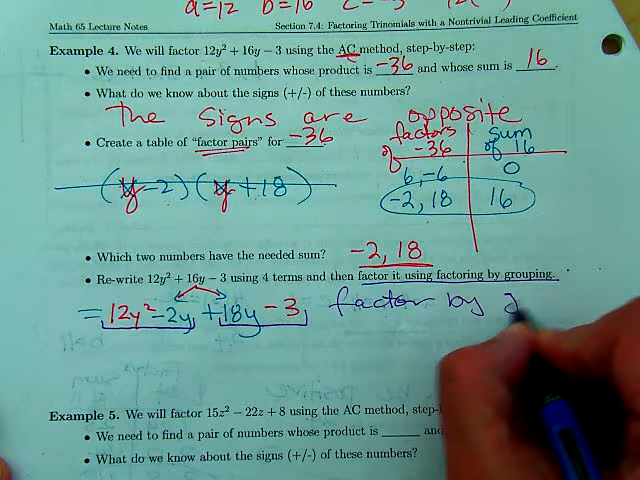 a=12 b=16
Math 65 Lecture Notes Section 7.4: Factoring Trinomials with a Nontrivial Leading Coefficient
Example 4. We will factor 12y² + 16y − 3 using the AC method, step-by-step:
• We need to find a pair of numbers whose product is -36 and whose sum is 16.
• What do we know about the signs (+/-) of these numbers?
The signs are opposite
• Create a table of "factor pairs" for -36
factors of -36 sum of 16
6, -6 0
-2, 18 16
(y-2)(y+18)
• Which two numbers have the needed sum? -2, 18
• Re-write 12y² + 16y − 3 using 4 terms and then factor it using factoring by grouping.
= 12y² -2y +18y -3 factor by g
Example 5. We will factor 15z² − 22z + 8 using the AC method, step-
• We need to find a pair of numbers whose product is ____ and
• What do we know about the signs (+/-) of these numbers?